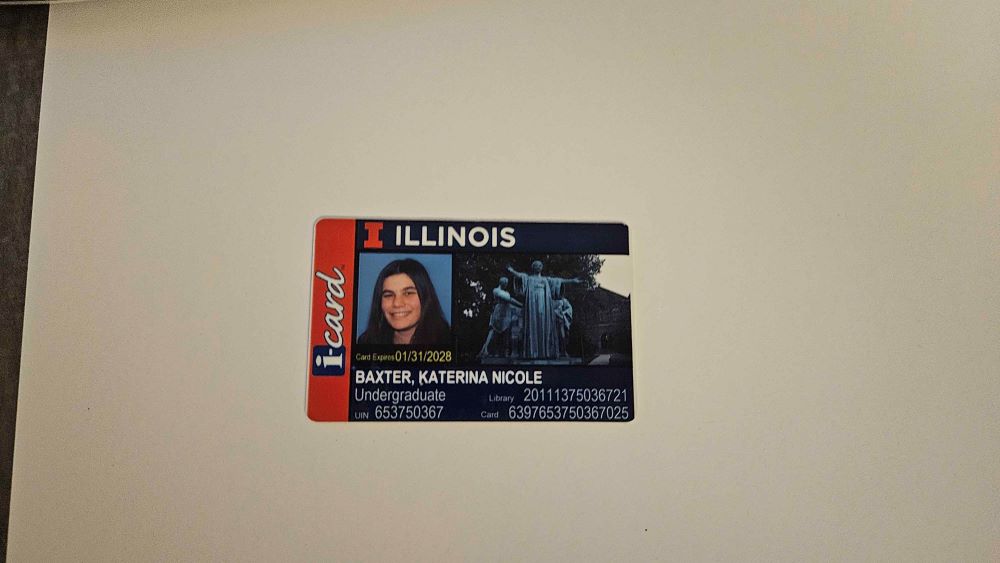 I ILLINOIS
i-card
Card Expires 01/31/2028
BAXTER, KATERINA NICOLE
Undergraduate Library 20111375036721
UIN 653750367 Card 6397653750367025